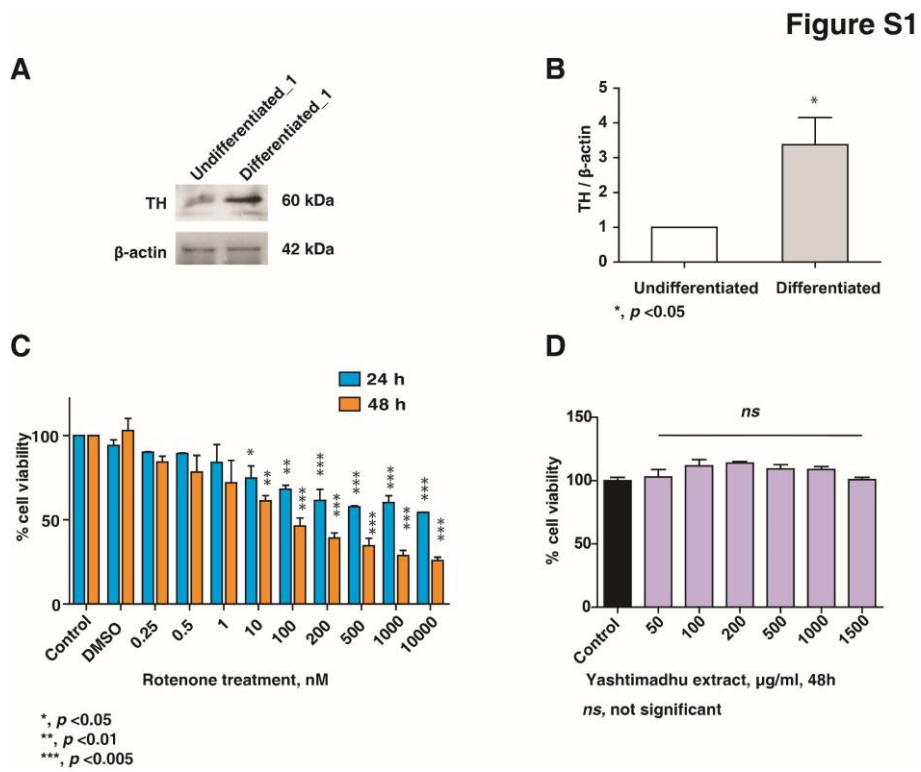 Figure S1
A
Undifferentiated_1
Differentiated_1
TH
60 kDa
β-actin
42 kDa
B
TH / β-actin
5
4
3
2
1
0
*
Undifferentiated
Differentiated
*, p <0.05
C
24 h
48 h
% cell viability
100
50
0
* ** ** *** *** *** *** *** *** *** *** ***
Control
DMSO
0.25
0.5
1
10
100
200
500
1000
10000
Rotenone treatment, nM
*, p <0.05
**, p <0.01
***, p <0.005
D
ns
% cell viability
150
100
50
0
Control
50
100
200
500
1000
1500
Yashtimadhu extract, µg/ml, 48h
ns, not significant